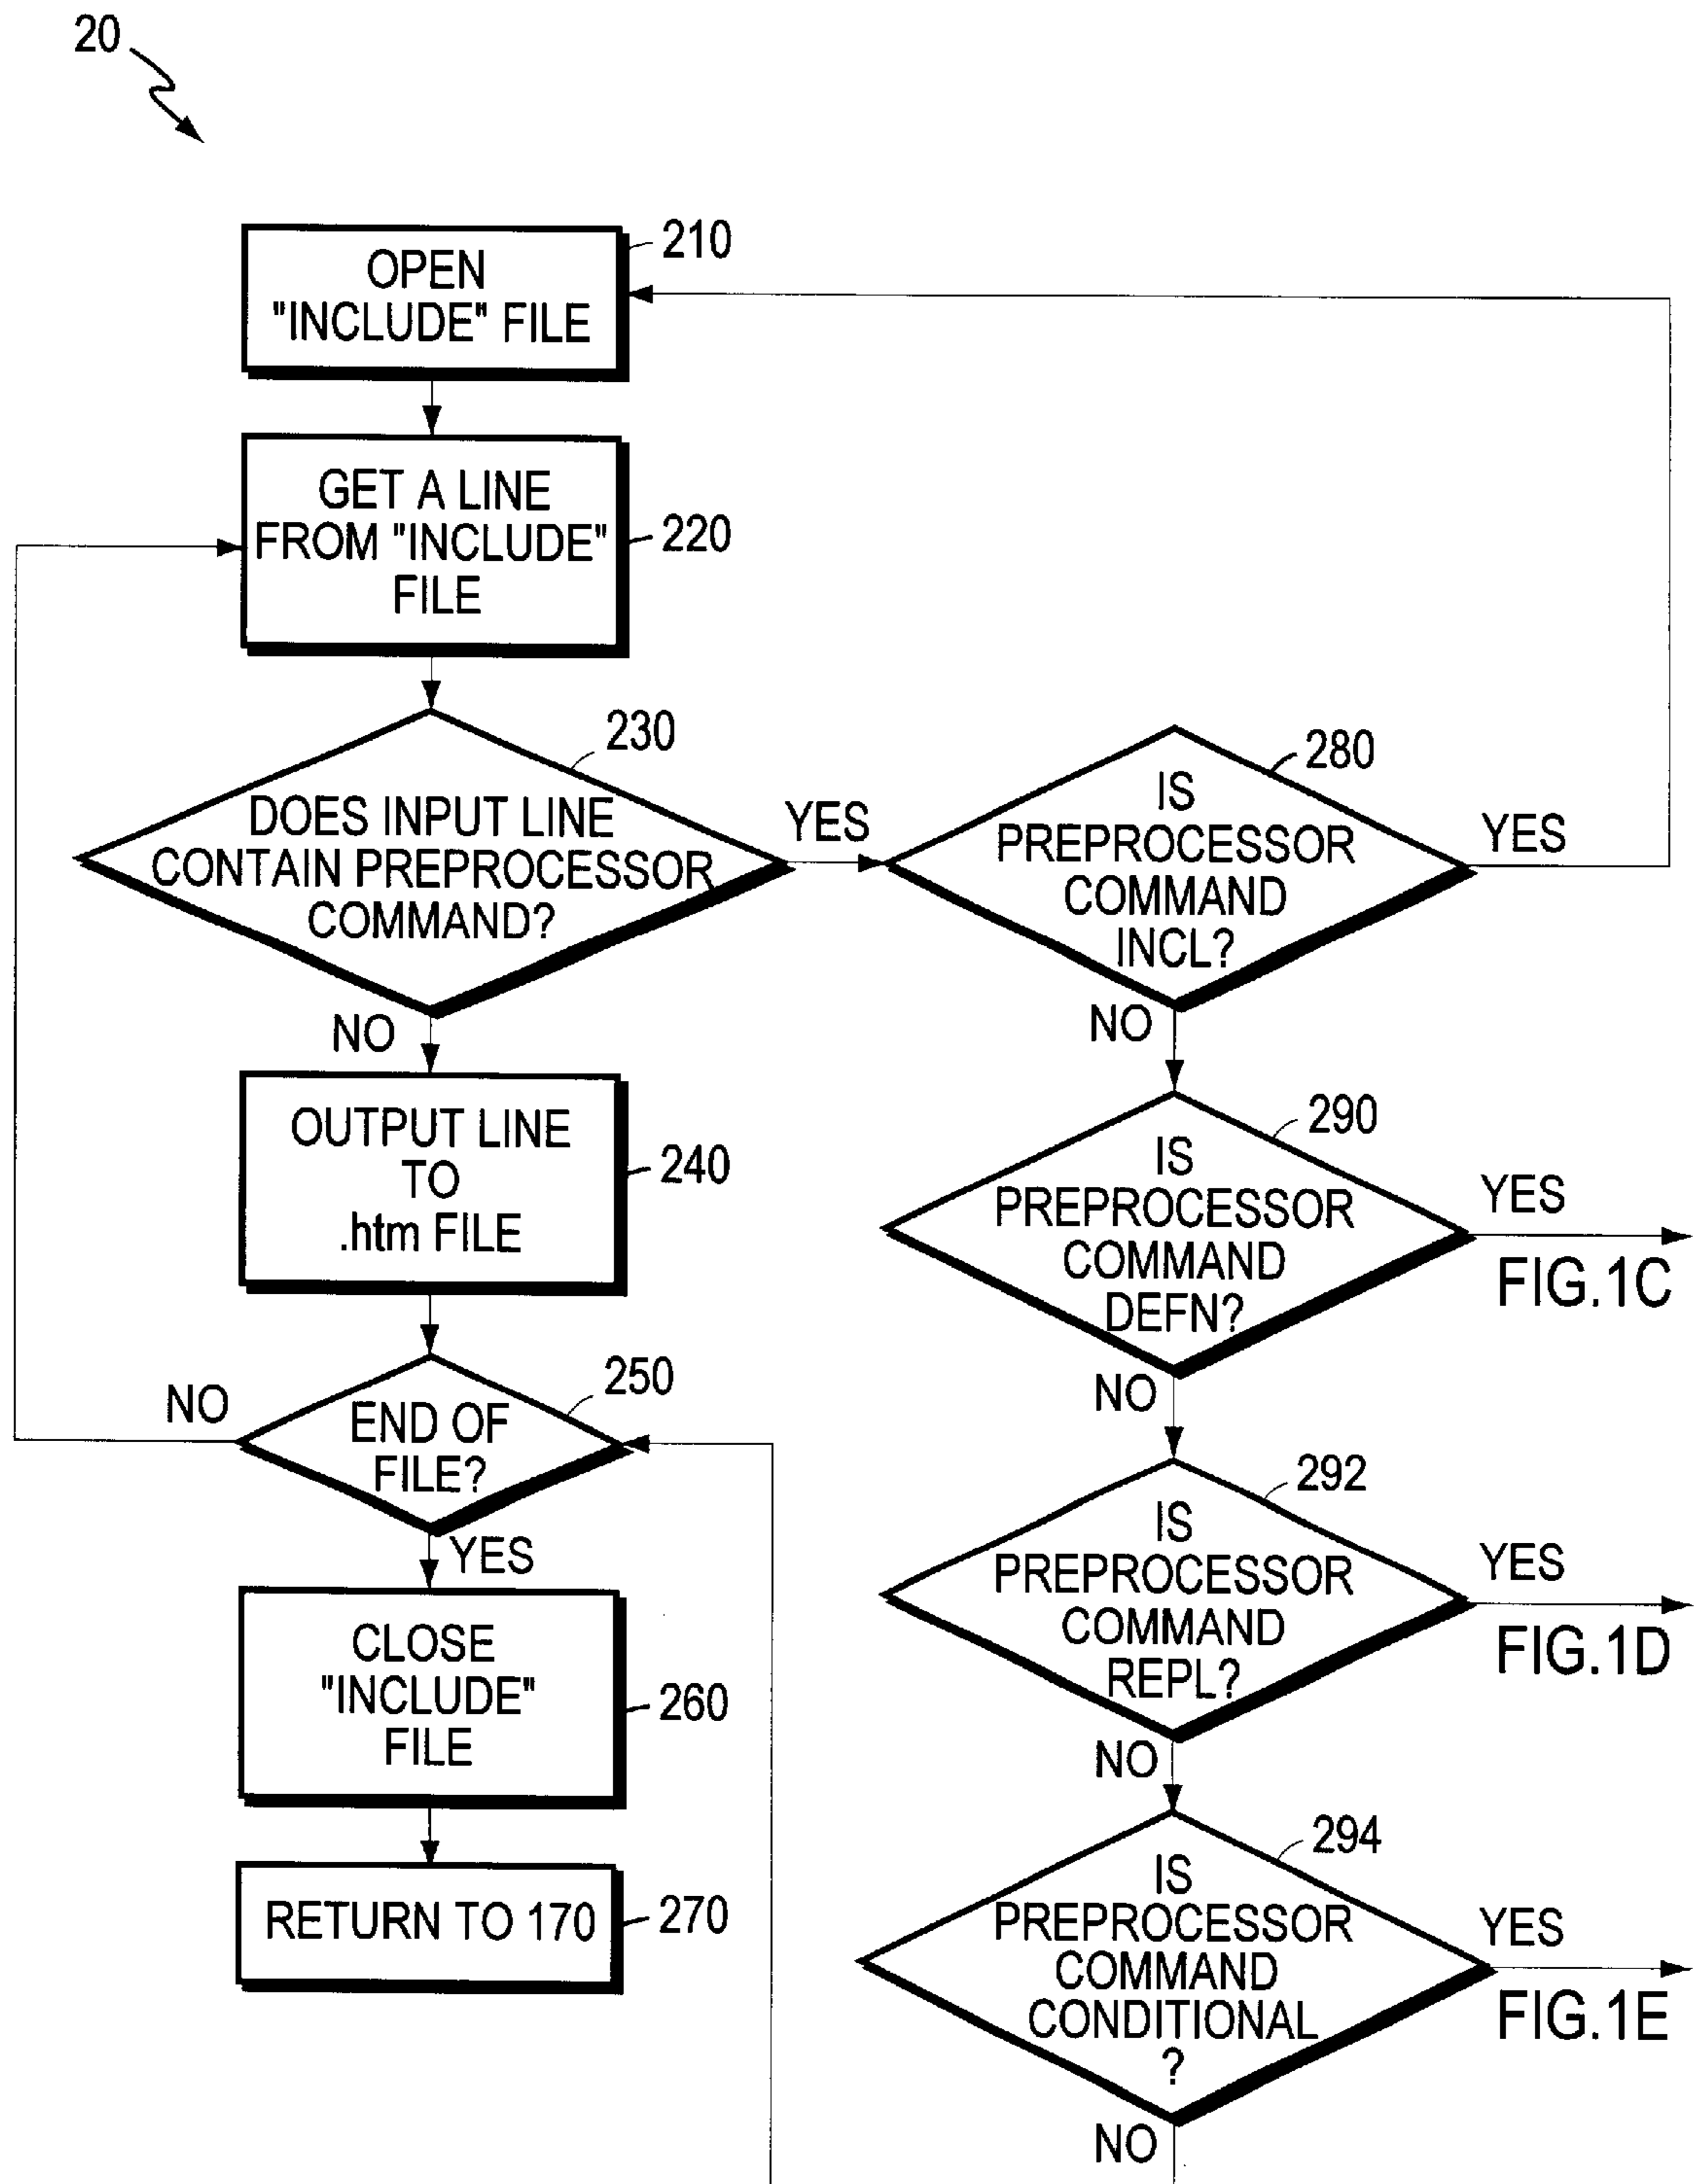 20
210
OPEN
"INCLUDE" FILE
GET A LINE
FROM "INCLUDE"
FILE
220
230
DOES INPUT LINE
CONTAIN PREPROCESSOR
COMMAND?
YES
NO
280
IS
PREPROCESSOR
COMMAND
INCL?
YES
NO
OUTPUT LINE
TO
.htm FILE
240
290
IS
PREPROCESSOR
COMMAND
DEFN?
YES
FIG.1C
NO
250
END OF
FILE?
NO
YES
292
IS
PREPROCESSOR
COMMAND
REPL?
YES
FIG.1D
NO
CLOSE
"INCLUDE"
FILE
260
RETURN TO 170
270
294
IS
PREPROCESSOR
COMMAND
CONDITIONAL
?
YES
FIG.1E
NO